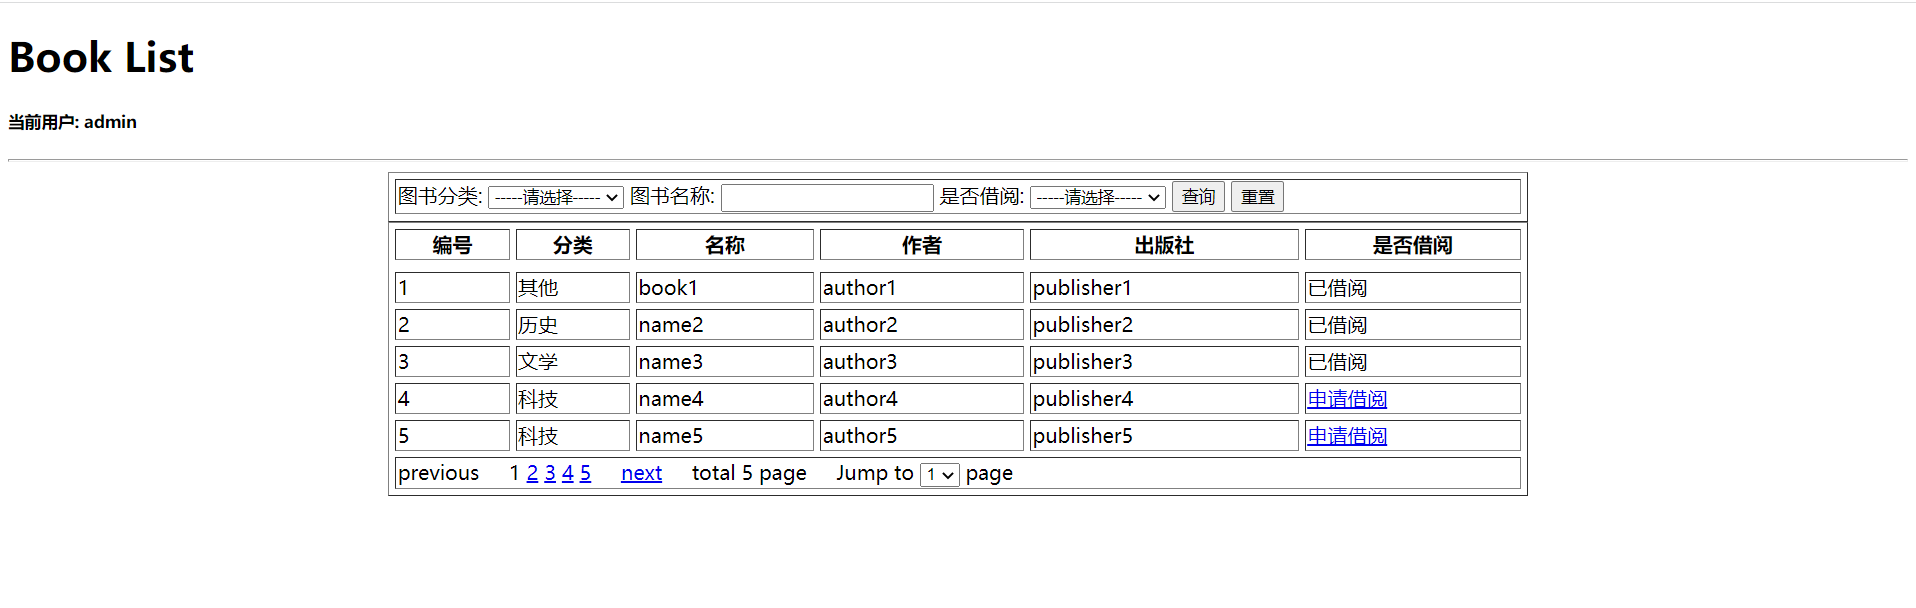 Book List
当前用户: admin
图书分类: -----请选择----- 图书名称: 是否借阅: -----请选择----- 查询 重置
编号 分类 名称 作者 出版社 是否借阅
1 其他 book1 author1 publisher1 已借阅
2 历史 name2 author2 publisher2 已借阅
3 文学 name3 author3 publisher3 已借阅
4 科技 name4 author4 publisher4 申请借阅
5 科技 name5 author5 publisher5 申请借阅
previous 1 2 3 4 5 next total 5 page Jump to 1 page